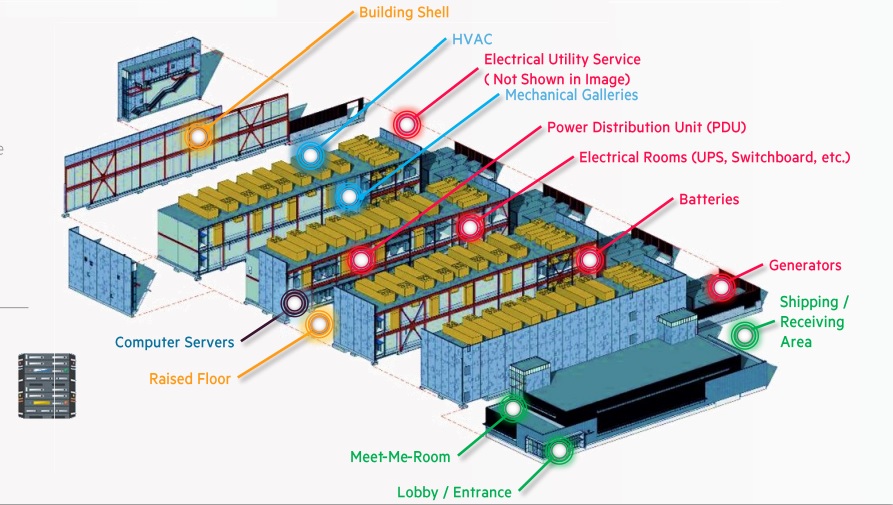 Building Shell
HVAC
Electrical Utility Service
( Not Shown in Image)
Mechanical Galleries
Power Distribution Unit (PDU)
Electrical Rooms (UPS, Switchboard, etc.)
e
Batteries
Generators
Shipping /
Receiving
Area
Computer Servers
Raised Floor
Meet-Me-Room
Lobby / Entrance